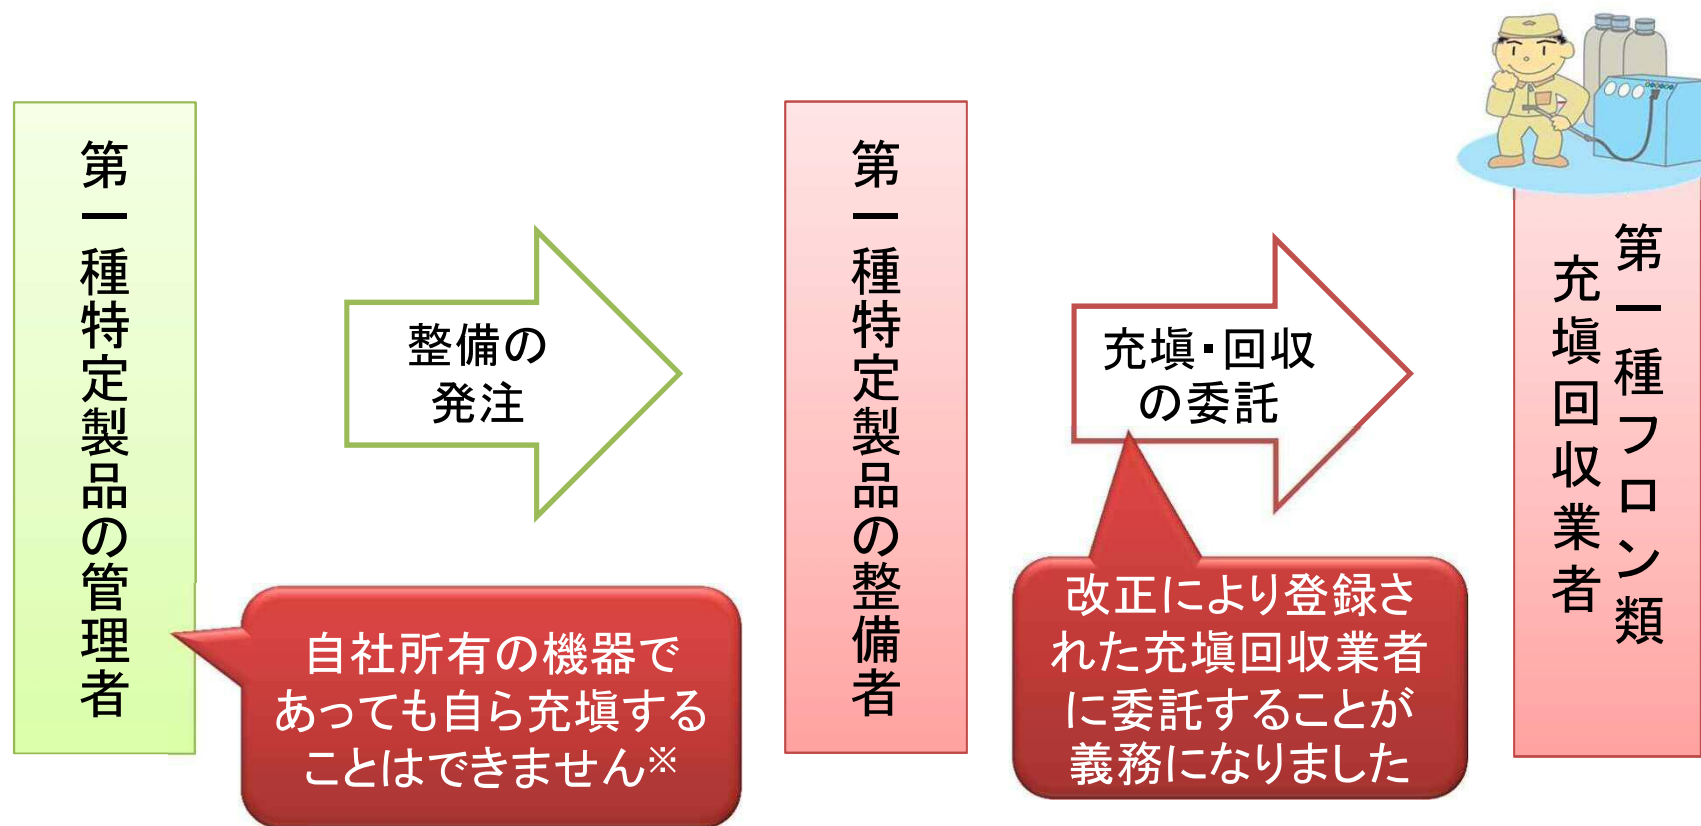 第一種特定製品の管理者
整備の
発注
自社所有の機器で
あっても自ら充塡する
ことはできません※
第一種特定製品の整備者
充塡・回収
の委託
改正により登録さ
れた充塡回収業者
に委託することが
義務になりました
第一種フロン類
充塡回収業者